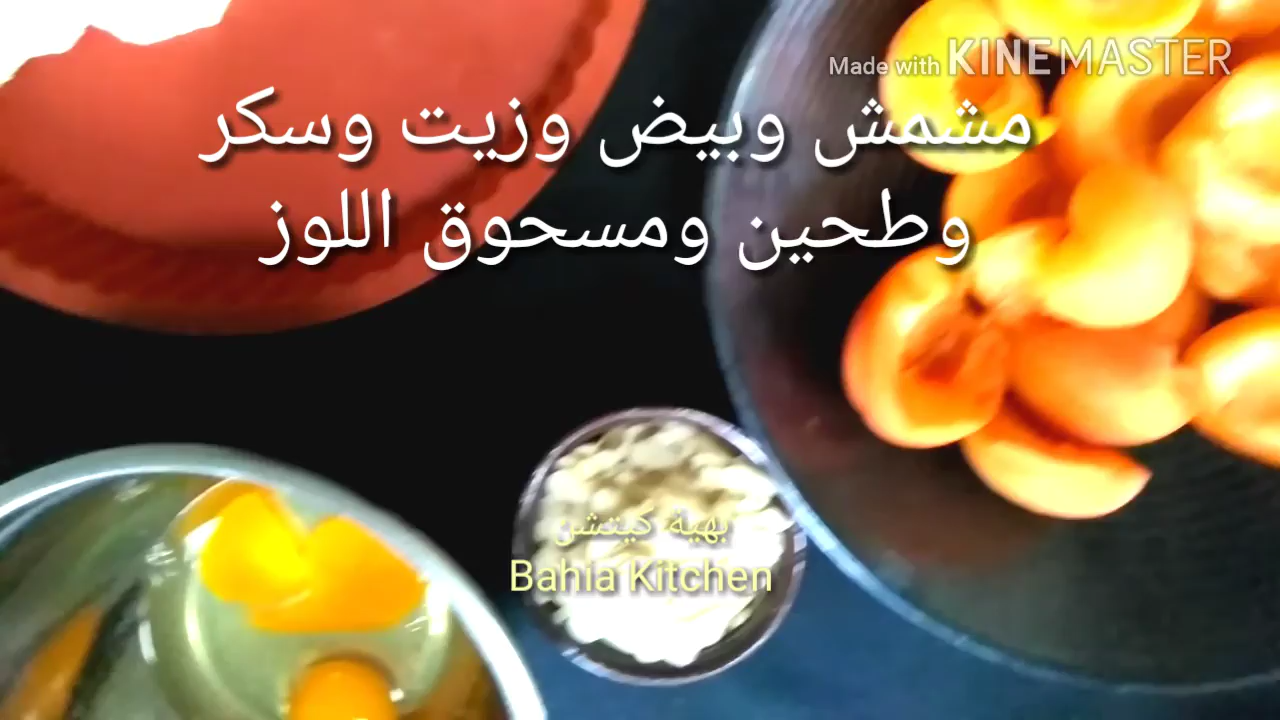 Made with KINEMASTER
مشمش وبيض وزيت وسكر
وطحين ومسحوق اللوز
بهية كيتشن
Bahia Kitchen